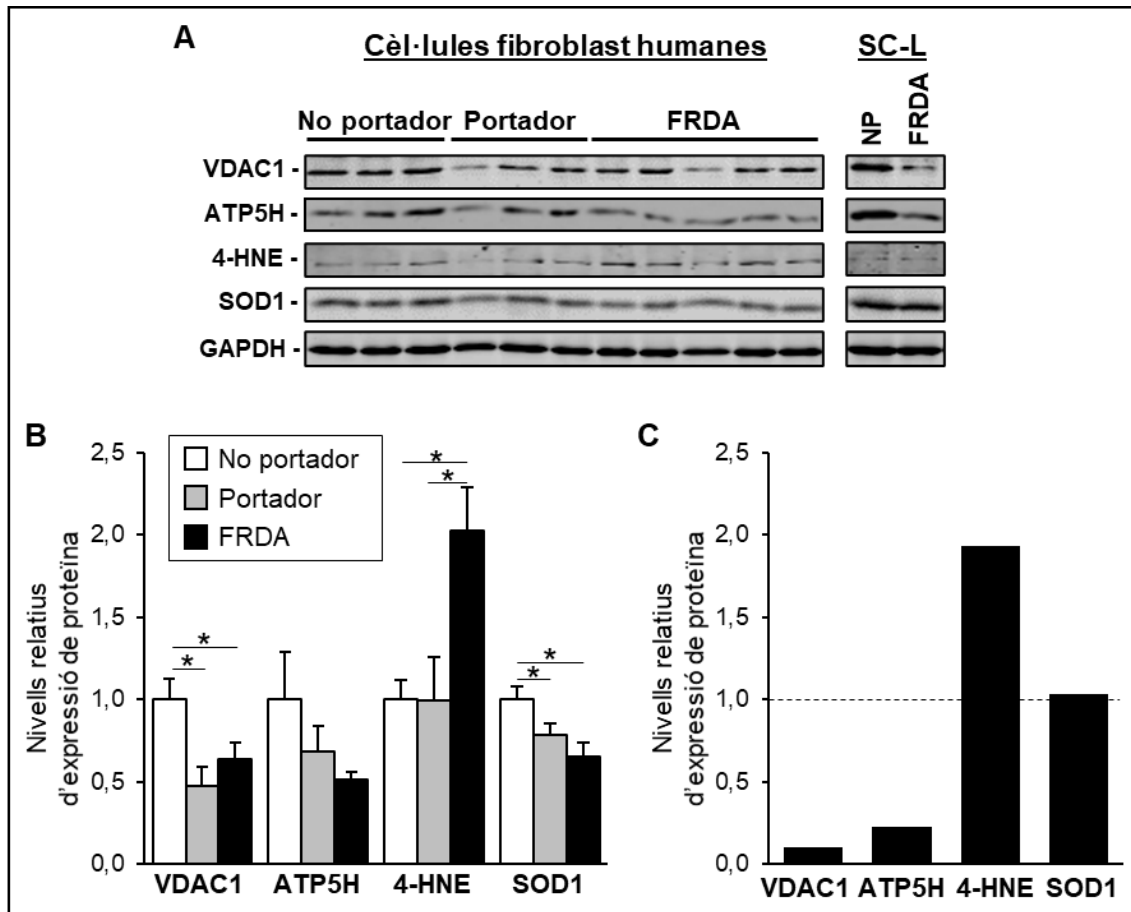 A
Cèl·lules fibroblast humanes
SC-L
No portador
Portador
FRDA
NP
FRDA
VDAC1 -
ATP5H -
4-HNE -
SOD1 -
GAPDH -
B
Nivells relatius
d'expressió de proteïna
2,5
2,0
1,5
1,0
0,5
0,0
No portador
Portador
FRDA
*
*
*
*
*
*
VDAC1
ATP5H
4-HNE
SOD1
C
Nivells relatius
d'expressió de proteïna
2,5
2,0
1,5
1,0
0,5
0,0
VDAC1
ATP5H
4-HNE
SOD1